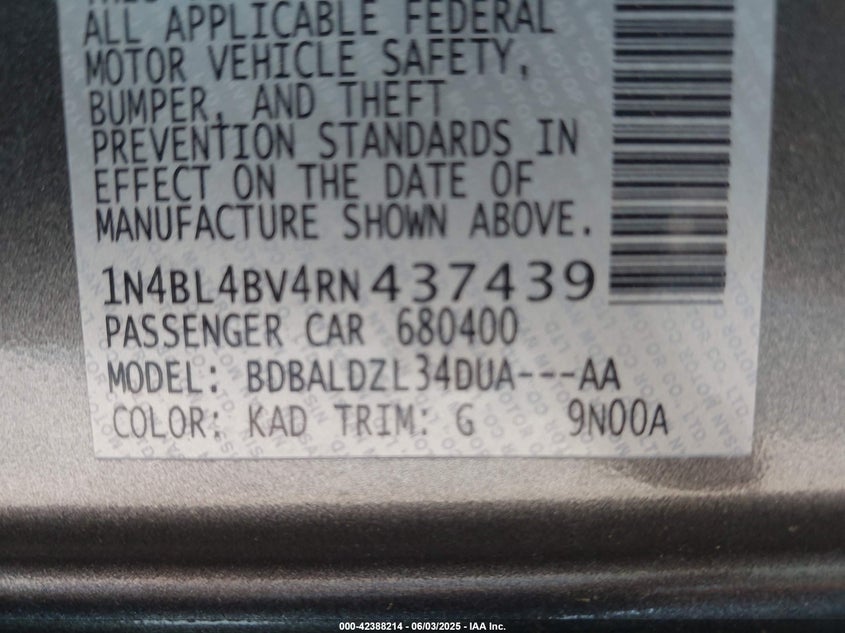 ALL APPLICABLE FEDERAL
MOTOR VEHICLE SAFETY,
BUMPER, AND THEFT
PREVENTION STANDARDS IN
EFFECT ON THE DATE OF
MANUFACTURE SHOWN ABOVE.
1N4BL4BV4RN437439
PASSENGER CAR 680400
MODEL: BDBALDZL34DUA---AA
COLOR: KAD TRIM: G 9N00A
000-42388214 - 06/03/2025 - IAA Inc.